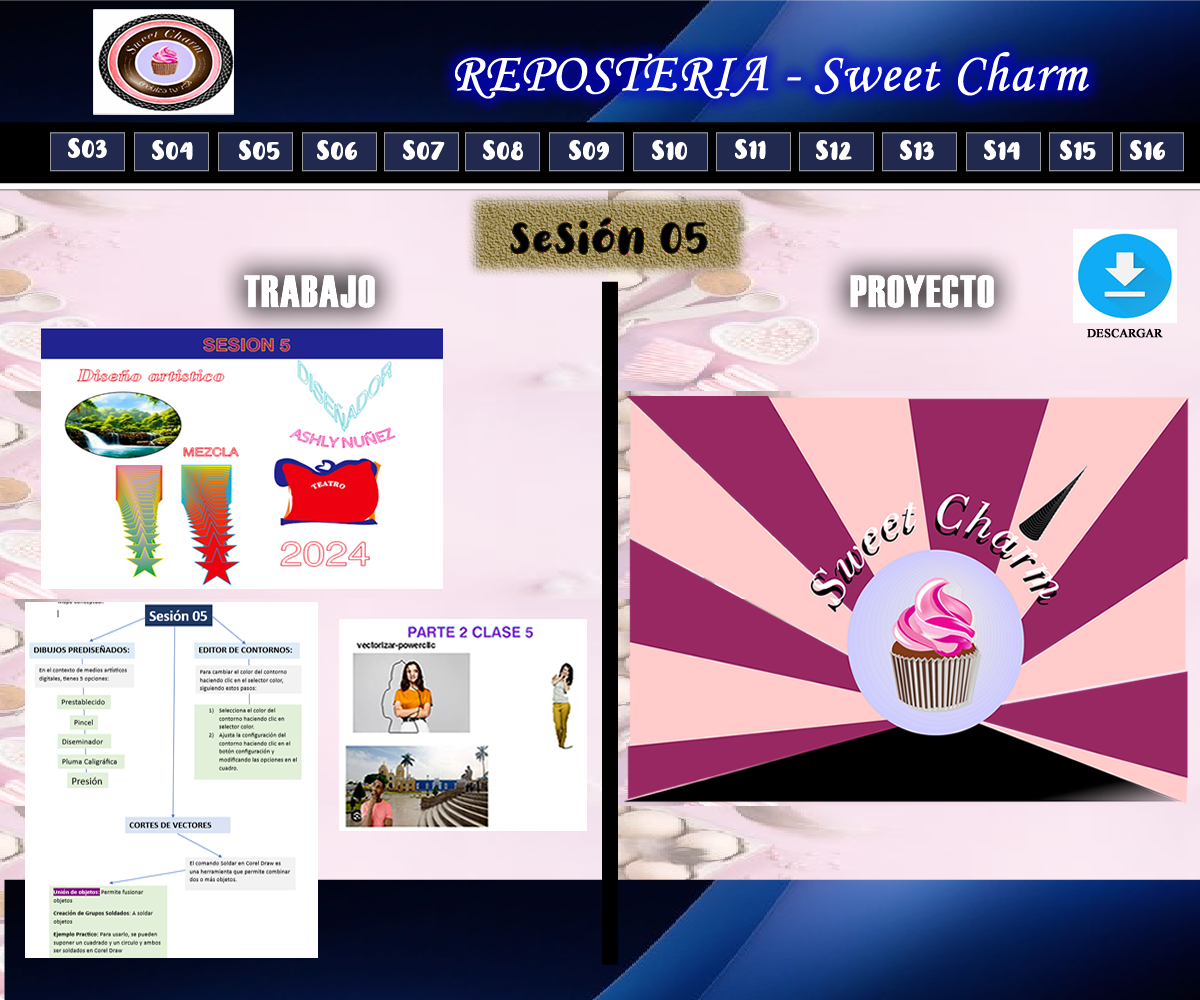 Sweet Charm
REPOSTERIA - Sweet Charm
S03 S04 S05 S06 S07 S08 S09 S10 S11 S12 S13 S14 S15 S16
SeSión 05
TRABAJO
PROYECTO
DESCARGAR
SESION 5
Diseño artistico
DISEÑADOR
ASHLY NUÑEZ
MEZCLA
TEATRO
2024
Sweet Charm
Sesión 05
DIBUJOS PREDISEÑADOS:
En el contexto de medios artísticos
digitales, tienes 5 opciones:
Prestablecido
Pincel
Diseminador
Pluma Caligráfica
Presión
EDITOR DE CONTORNOS:
Para cambiar el color del contorno
haciendo clic en el selector color,
siguiendo estos pasos:
1) Selecciona el color del
contorno haciendo clic en
selector color.
2) Ajusta la configuración del
contorno haciendo clic en el
botón configuración y
modificando las opciones en el
cuadro.
CORTES DE VECTORES
El comando Soldar en Corel Draw es
una herramienta que permite combinar
dos o más objetos.
Unión de objetos: Permite fusionar
objetos
Creación de Grupos Soldados: A soldar
objetos
Ejemplo Practico: Para usarlo, se pueden
suponer un cuadrado y un circulo y ambos
ser soldados en Corel Draw
PARTE 2 CLASE 5
vectorizar-powerclic